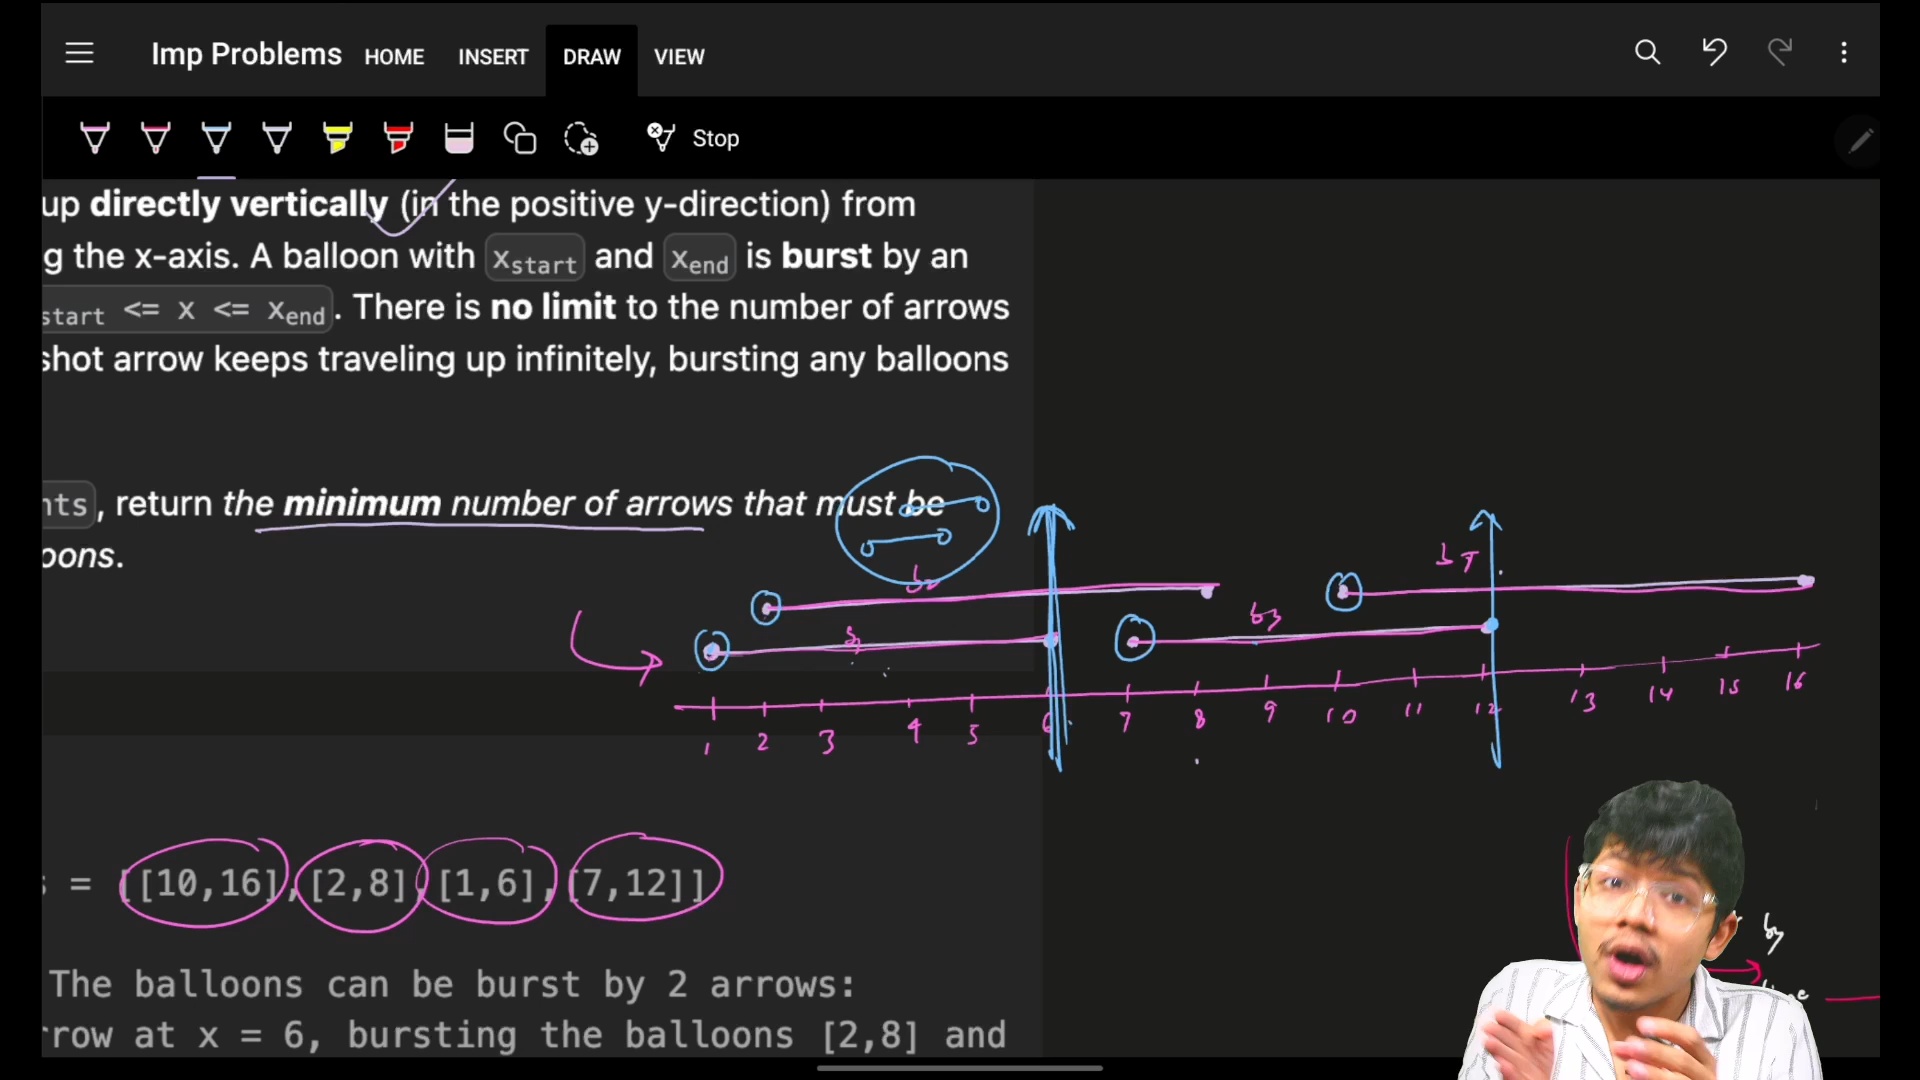 Imp Problems HOME INSERT DRAW VIEW
Stop
up directly vertically (in the positive y-direction) from
g the x-axis. A balloon with xstart and xend is burst by an
start <= x <= xend. There is no limit to the number of arrows
shot arrow keeps traveling up infinitely, bursting any balloons
nts, return the minimum number of arrows that must be
oons.
b3
1 2 3 4 5 6 7 8 9 10 11 12 13 14 15 16
s = [[10,16],[2,8],[1,6],[7,12]]
The balloons can be burst by 2 arrows:
rrow at x = 6, bursting the balloons [2,8] and